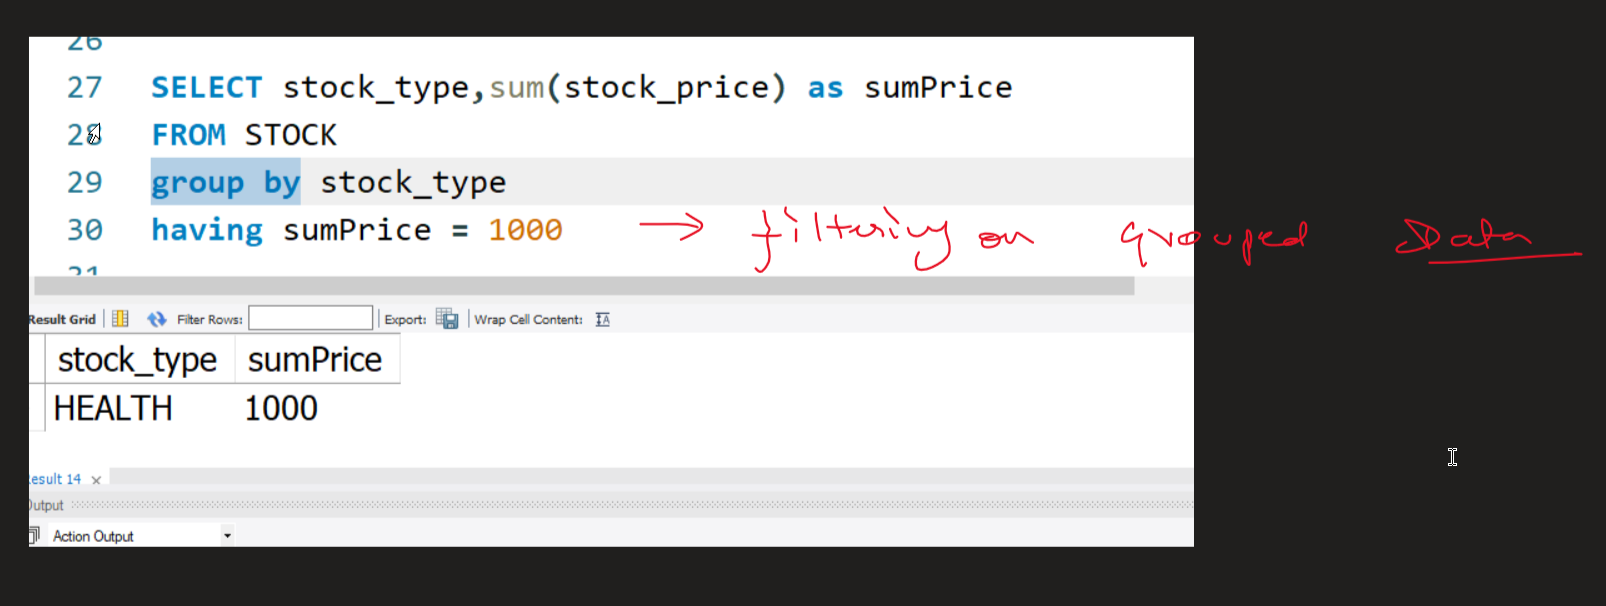 26
27 SELECT stock_type,sum(stock_price) as sumPrice
28 FROM STOCK
29 group by stock_type
30 having sumPrice = 1000 → filtering on grouped Data
31
Result Grid Filter Rows: Export: Wrap Cell Content: IA
stock_type sumPrice
HEALTH 1000
esult 14 ×
Output
Action Output